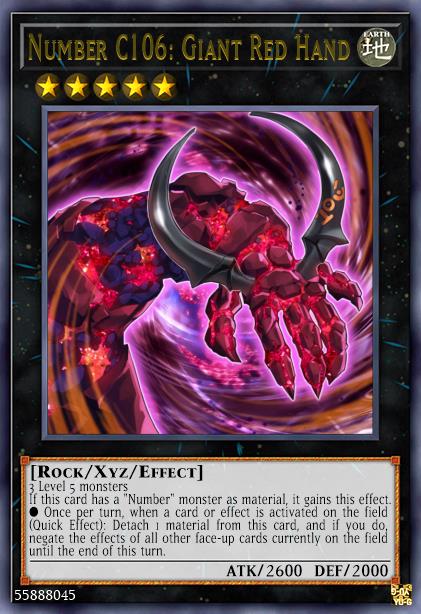 Number C106: Giant Red Hand
EARTH
地
106
[Rock/Xyz/Effect]
3 Level 5 monsters
If this card has a "Number" monster as material, it gains this effect.
● Once per turn, when a card or effect is activated on the field
(Quick Effect): Detach 1 material from this card, and if you do,
negate the effects of all other face-up cards currently on the field
until the end of this turn.
ATK/2600 DEF/2000
55888045